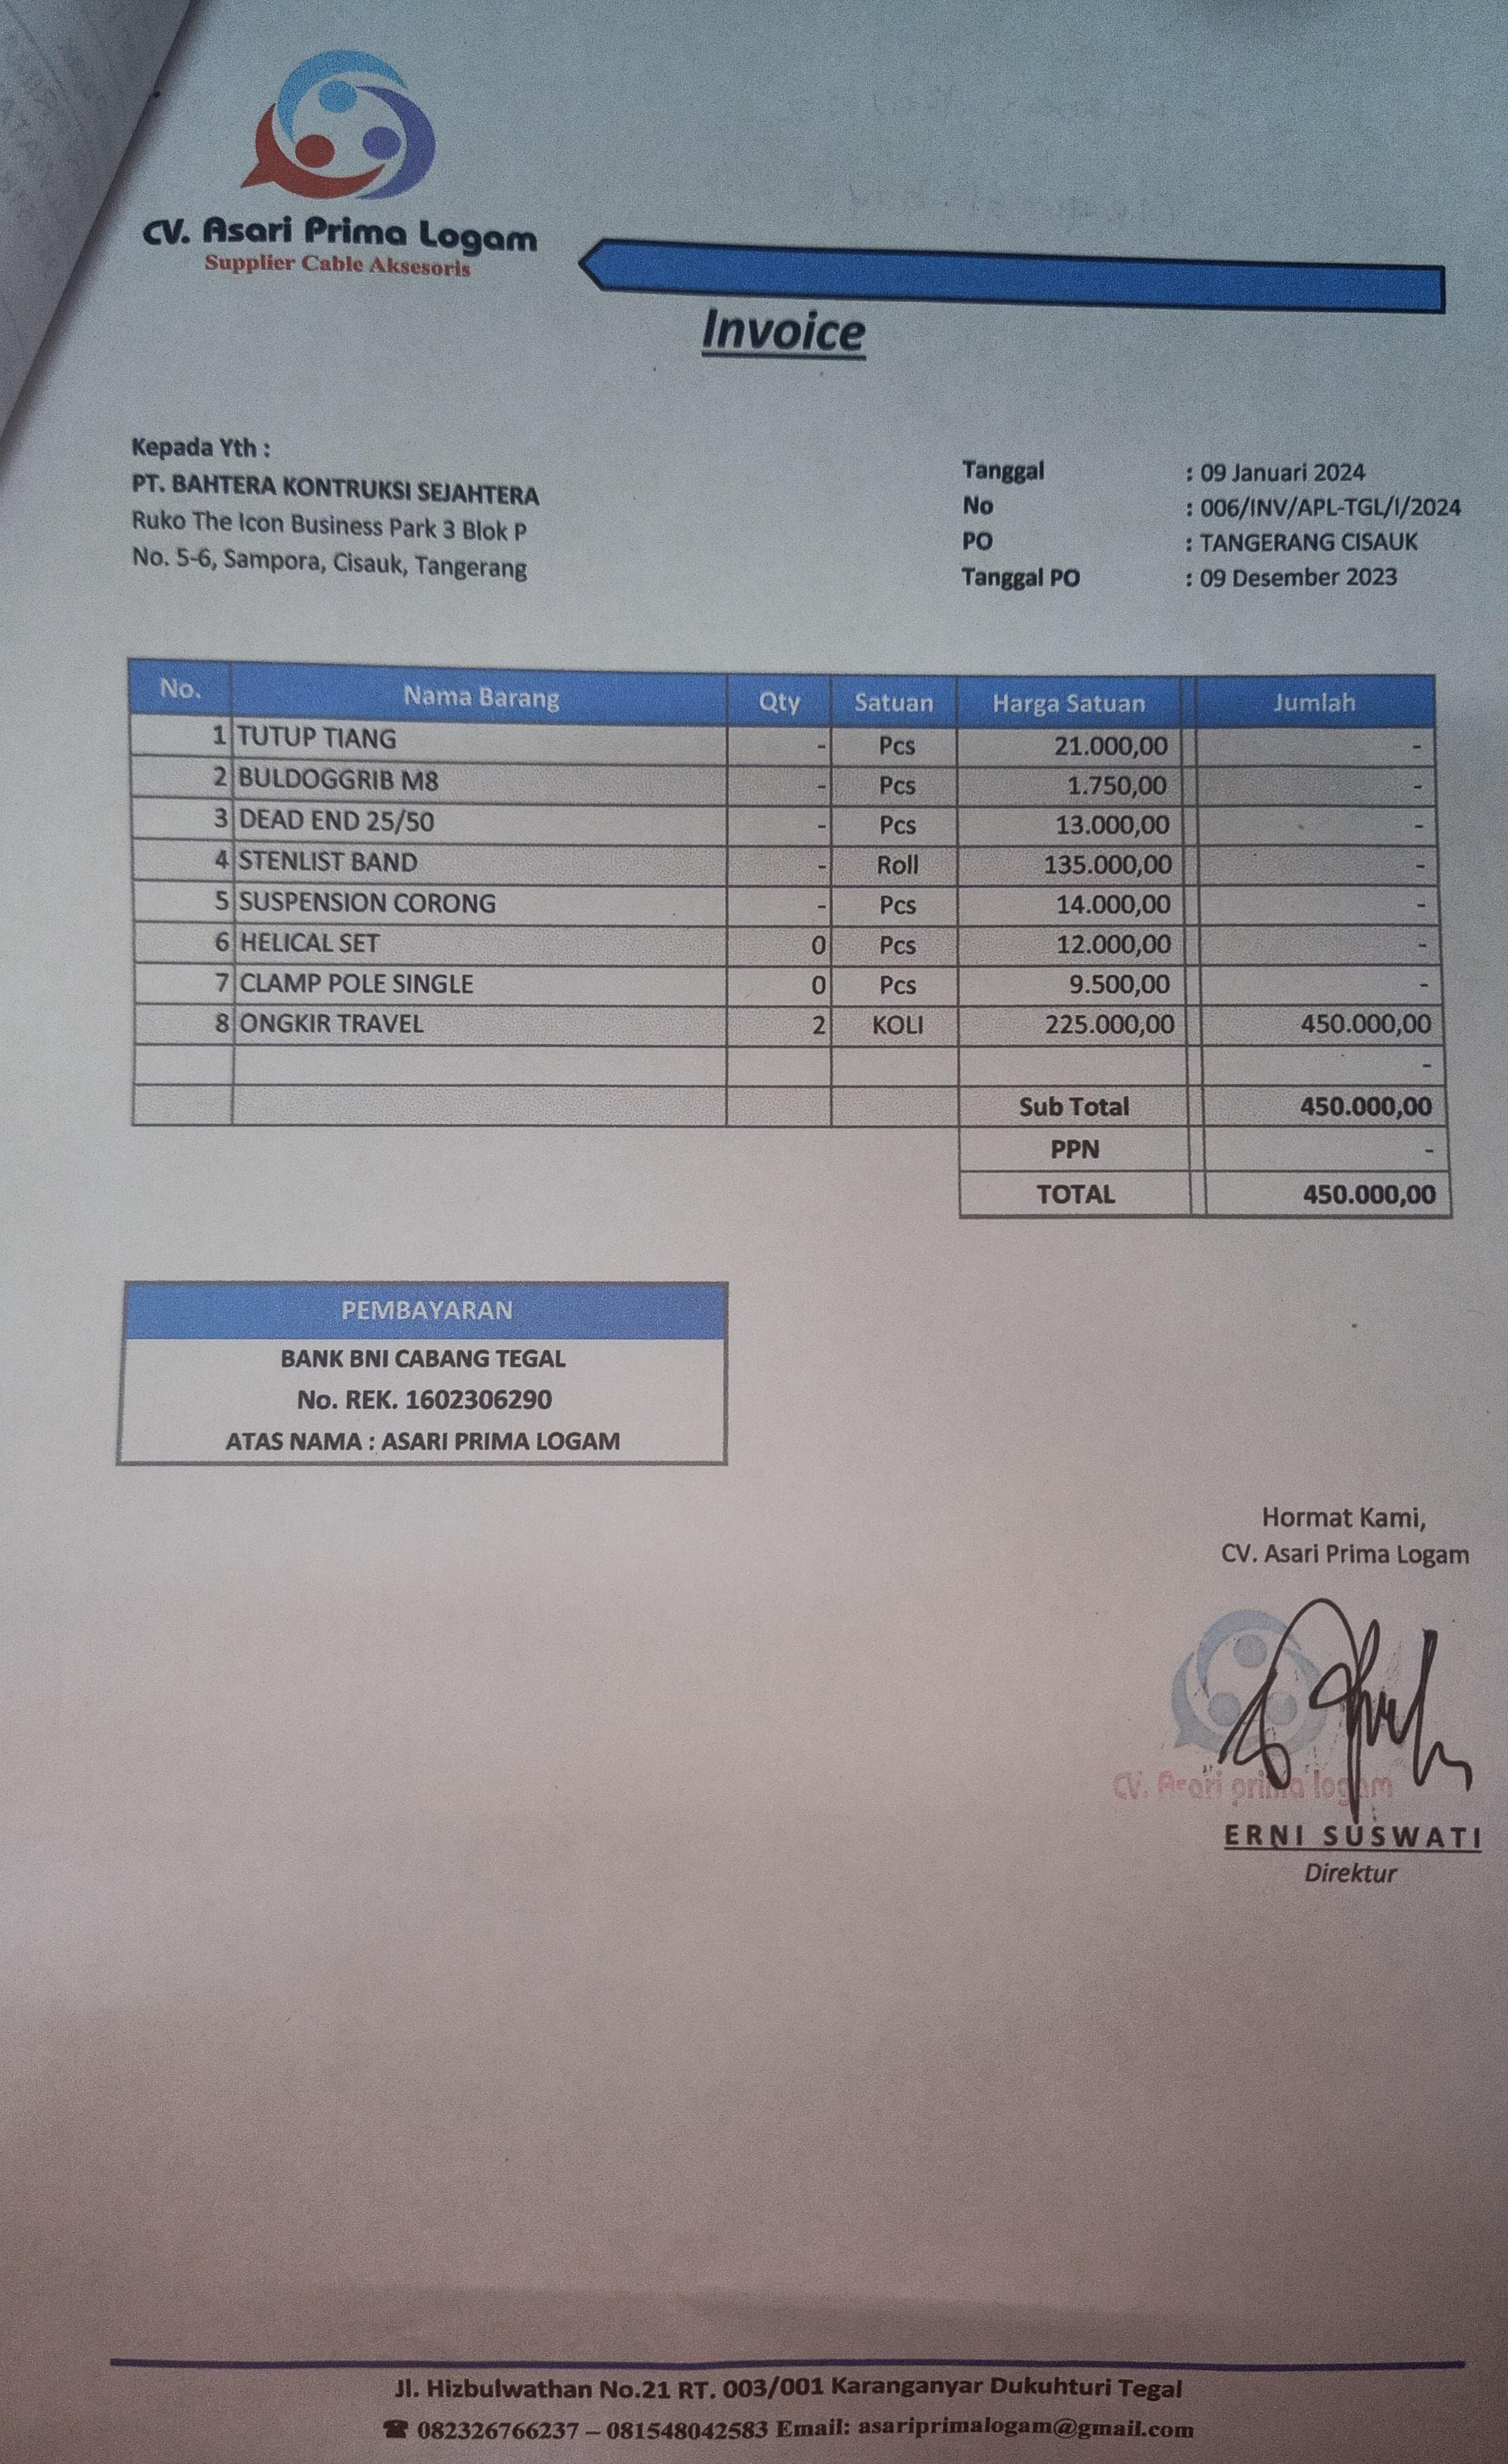 CV. Asari Prima Logam
Supplier Cable Aksesoris
Invoice
Kepada Yth :
PT. BAHTERA KONTRUKSI SEJAHTERA
Ruko The Icon Business Park 3 Blok P
No. 5-6, Sampora, Cisauk, Tangerang
Tanggal : 09 Januari 2024
No : 006/INV/APL-TGL/I/2024
PO : TANGERANG CISAUK
Tanggal PO : 09 Desember 2023
No. Nama Barang Qty Satuan Harga Satuan Jumlah
1 TUTUP TIANG - Pcs 21.000,00 -
2 BULDOGGRIB M8 - Pcs 1.750,00 -
3 DEAD END 25/50 - Pcs 13.000,00 -
4 STENLIST BAND - Roll 135.000,00 -
5 SUSPENSION CORONG - Pcs 14.000,00 -
6 HELICAL SET 0 Pcs 12.000,00 -
7 CLAMP POLE SINGLE 0 Pcs 9.500,00 -
8 ONGKIR TRAVEL 2 KOLI 225.000,00 450.000,00
-
Sub Total 450.000,00
PPN -
TOTAL 450.000,00
PEMBAYARAN
BANK BNI CABANG TEGAL
No. REK. 1602306290
ATAS NAMA : ASARI PRIMA LOGAM
Hormat Kami,
CV. Asari Prima Logam
CV. Asari prima logam
ERNI SUSWATI
Direktur
Jl. Hizbulwathan No.21 RT. 003/001 Karanganyar Dukuhturi Tegal
☎ 082326766237 – 081548042583 Email: asariprimalogam@gmail.com